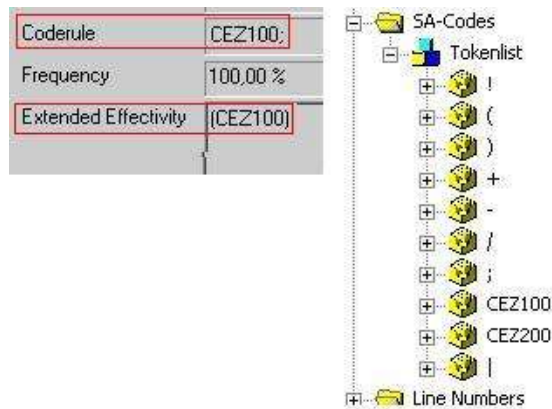 Coderule CEZ100;
Frequency 100,00 %
Extended Effectivity (CEZ100)
SA-Codes
Tokenlist
!
(
)
+
-
/
;
CEZ100
CEZ200
|
Line Numbers